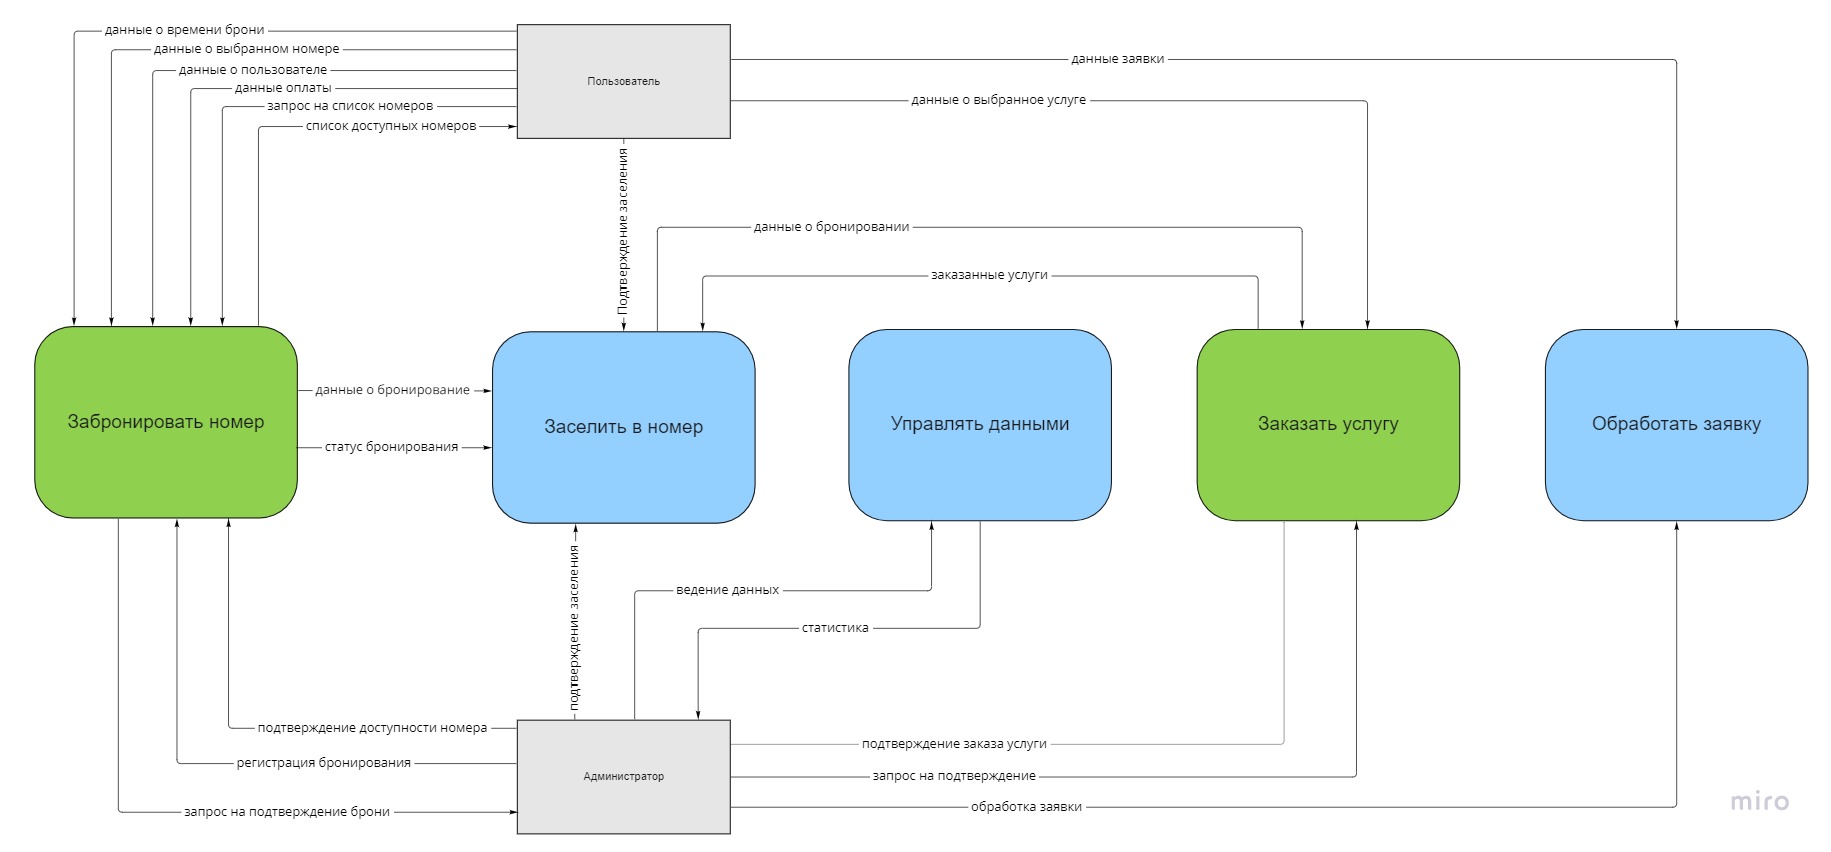 данные о времени брони
данные о выбранном номере
данные о пользователе
данные оплаты
запрос на список номеров
список доступных номеров
Пользователь
данные заявки
данные о выбранное услуге
Подтверждение заселения
данные о бронировании
заказанные услуги
Забронировать номер
данные о бронирование
статус бронирования
Заселить в номер
Управлять данными
Заказать услугу
Обработать заявку
подтверждение заселения
ведение данных
статистика
подтверждение доступности номера
регистрация бронирования
запрос на подтверждение брони
Администратор
подтверждение заказа услуги
запрос на подтверждение
обработка заявки
miro